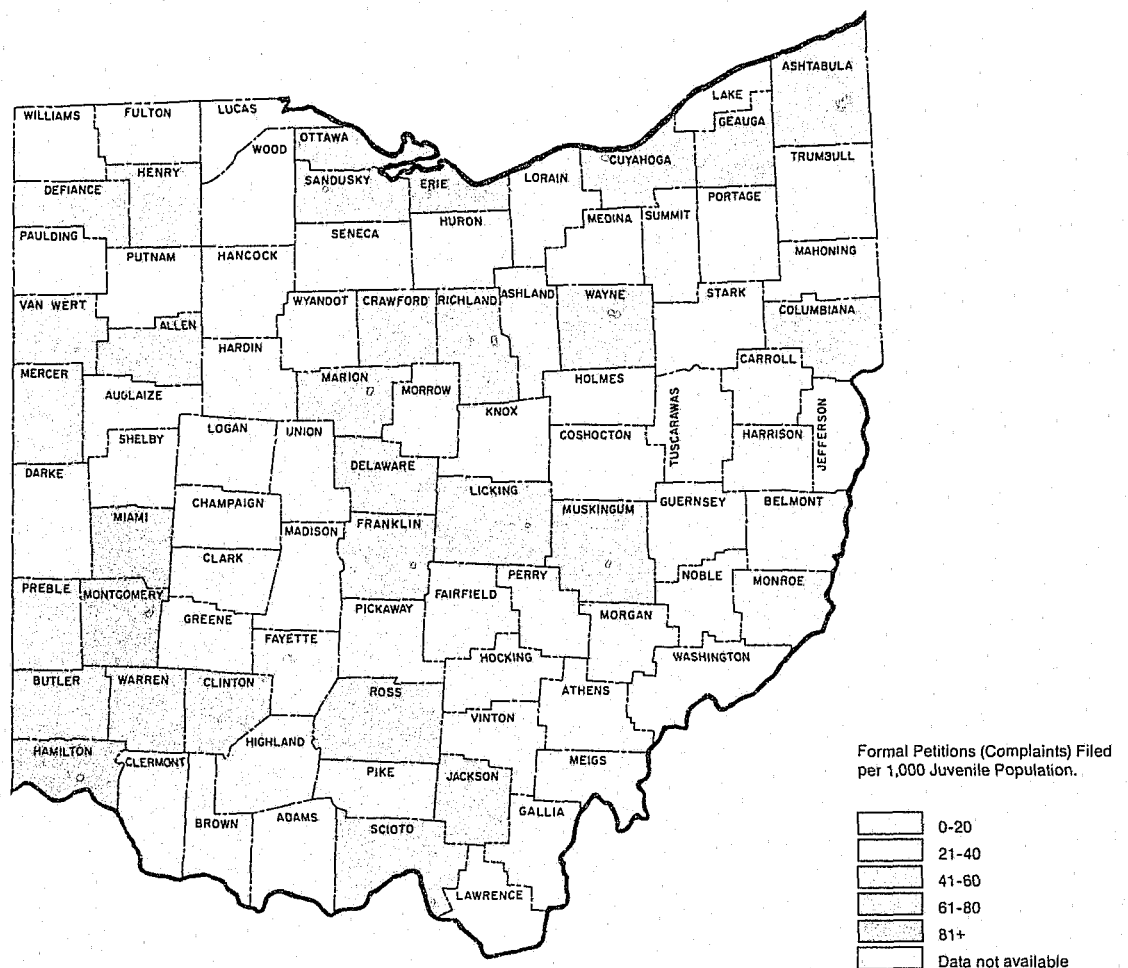 ASHTABULA
LAKE
GEAUGA
WILLIAMS
FULTON
LUCAS
OTTAWA
WOOD
CUYAHOGA
TRUMBULL
HENRY
SANDUSKY
ERIE
LORAIN
DEFIANCE
PORTAGE
MEDINA
SUMMIT
HURON
SENECA
PAULDING
PUTNAM
HANCOCK
MAHONING
VAN WERT
WYANDOT
CRAWFORD
RICHLAND
ASHLAND
WAYNE
STARK
COLUMBIANA
ALLEN
HARDIN
CARROLL
MERCER
MARION
MORROW
HOLMES
AUGLAIZE
KNOX
TUSCARAWAS
JEFFERSON
LOGAN
UNION
SHELBY
COSHOCTON
HARRISON
DARKE
DELAWARE
LICKING
CHAMPAIGN
MUSKINGUM
GUERNSEY
BELMONT
MIAMI
FRANKLIN
MADISON
CLARK
PERRY
NOBLE
MONROE
PREBLE
MONTGOMERY
FAIRFIELD
PICKAWAY
GREENE
MORGAN
FAYETTE
HOCKING
WASHINGTON
BUTLER
WARREN
CLINTON
ROSS
ATHENS
VINTON
HIGHLAND
HAMILTON
CLERMONT
PIKE
JACKSON
MEIGS
GALLIA
BROWN
ADAMS
SCIOTO
LAWRENCE
Formal Petitions (Complaints) Filed
per 1,000 Juvenile Population.
0-20
21-40
41-60
61-80
81+
Data not available